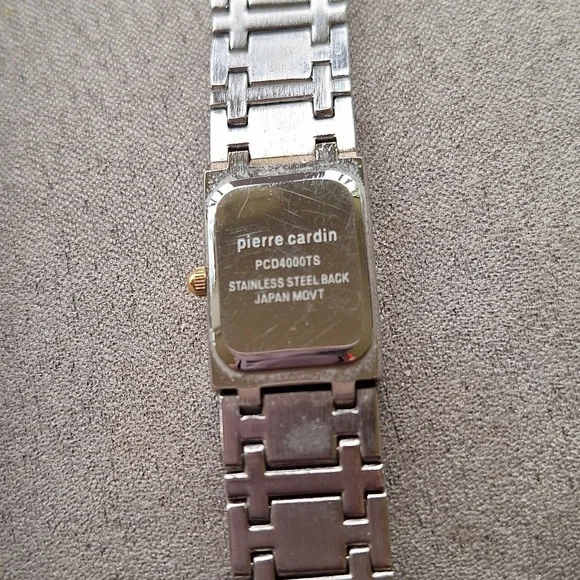 pierre cardin
PCD4000TS
STAINLESS STEEL BACK
JAPAN MOVT